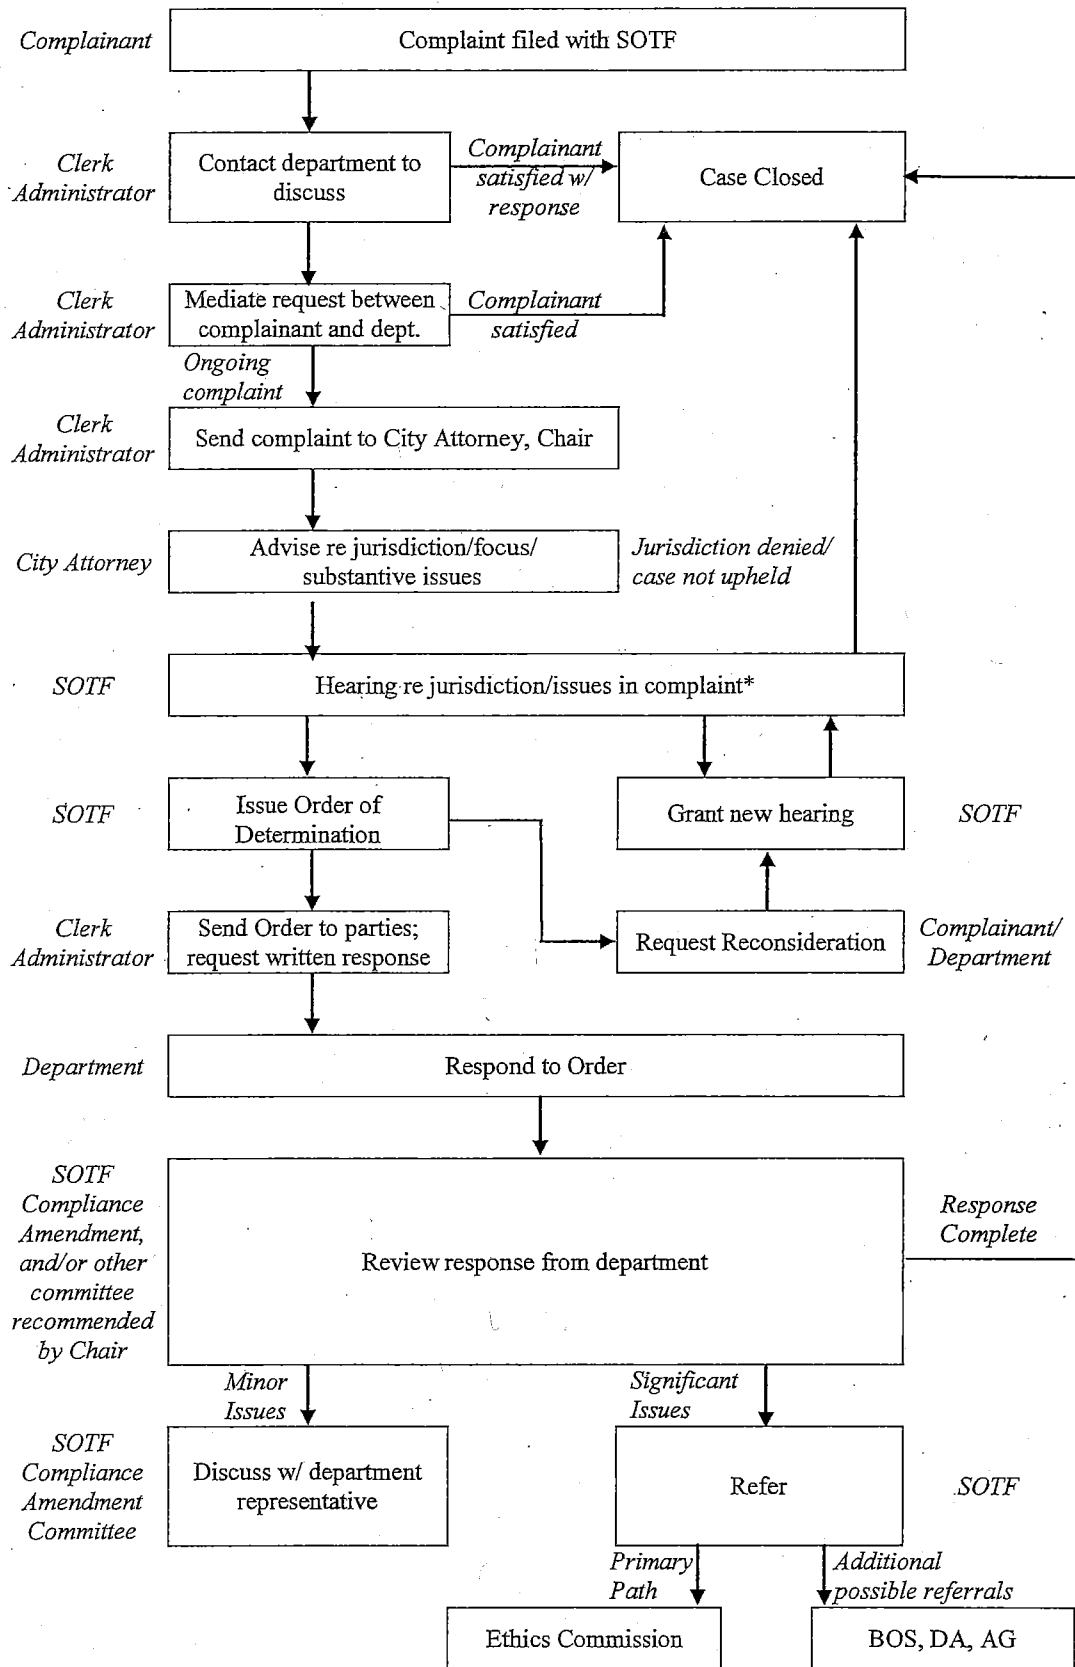 Complainant
Complaint filed with SOTF
Clerk
Administrator
Contact department to
discuss
Complainant
satisfied w/
response
Case Closed
Clerk
Administrator
Mediate request between
complainant and dept.
Complainant
satisfied
Ongoing
complaint
Clerk
Administrator
Send complaint to City Attorney, Chair
City Attorney
Advise re jurisdiction/focus/
substantive issues
Jurisdiction denied/
case not upheld
SOTF
Hearing re jurisdiction/issues in complaint*
SOTF
Issue Order of
Determination
Grant new hearing
SOTF
Clerk
Administrator
Send Order to parties;
request written response
Request Reconsideration
Complainant/
Department
Department
Respond to Order
SOTF
Compliance
Amendment,
and/or other
committee
recommended
by Chair
Review response from department
Response
Complete
Minor
Issues
Significant
Issues
SOTF
Compliance
Amendment
Committee
Discuss w/ department
representative
Refer
SOTF
Primary
Path
Additional
possible referrals
Ethics Commission
BOS, DA, AG